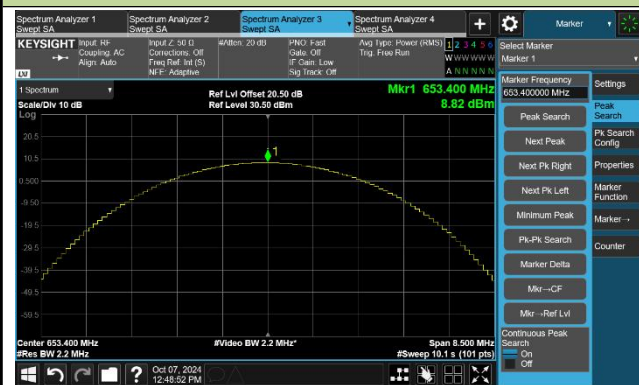 Spectrum Analyzer 1
Swept SA
Spectrum Analyzer 2
Swept SA
Spectrum Analyzer 3
Swept SA
Spectrum Analyzer 4
Swept SA
+
Marker
KEYSIGHT
Input: RF
Coupling: AC
Align: Auto
Input Z: 50 Ω
Corrections: Off
Freq Ref: Int (S)
NFE: Adaptive
#Atten: 20 dB
PNO: Fast
Gate: Off
IF Gain: Low
Sig Track: Off
Avg Type: Power (RMS)
Trig: Free Run
1 2 3 4 5 6
W W W W W W
A N N N N N
LVI
Select Marker
Marker 1
1 Spectrum
Scale/Div 10 dB
Log
Ref Lvl Offset 20.50 dB
Ref Level 30.50 dBm
Mkr1 653.400 MHz
8.82 dBm
20.5
10.5
0.500
-9.50
-19.5
-29.5
-39.5
-49.5
-59.5
1
Center 653.400 MHz
#Res BW 2.2 MHz
#Video BW 2.2 MHz*
Span 8.500 MHz
#Sweep 10.1 s (101 pts)
Marker Frequency
653.400000 MHz
Peak Search
Next Peak
Next Pk Right
Next Pk Left
Minimum Peak
Pk-Pk Search
Marker Delta
Mkr→CF
Mkr→Ref Lvl
Continuous Peak
Search
On
Off
Settings
Peak
Search
Pk Search
Config
Properties
Marker
Function
Marker→
Counter
?
Oct 07, 2024
12:48:52 PM